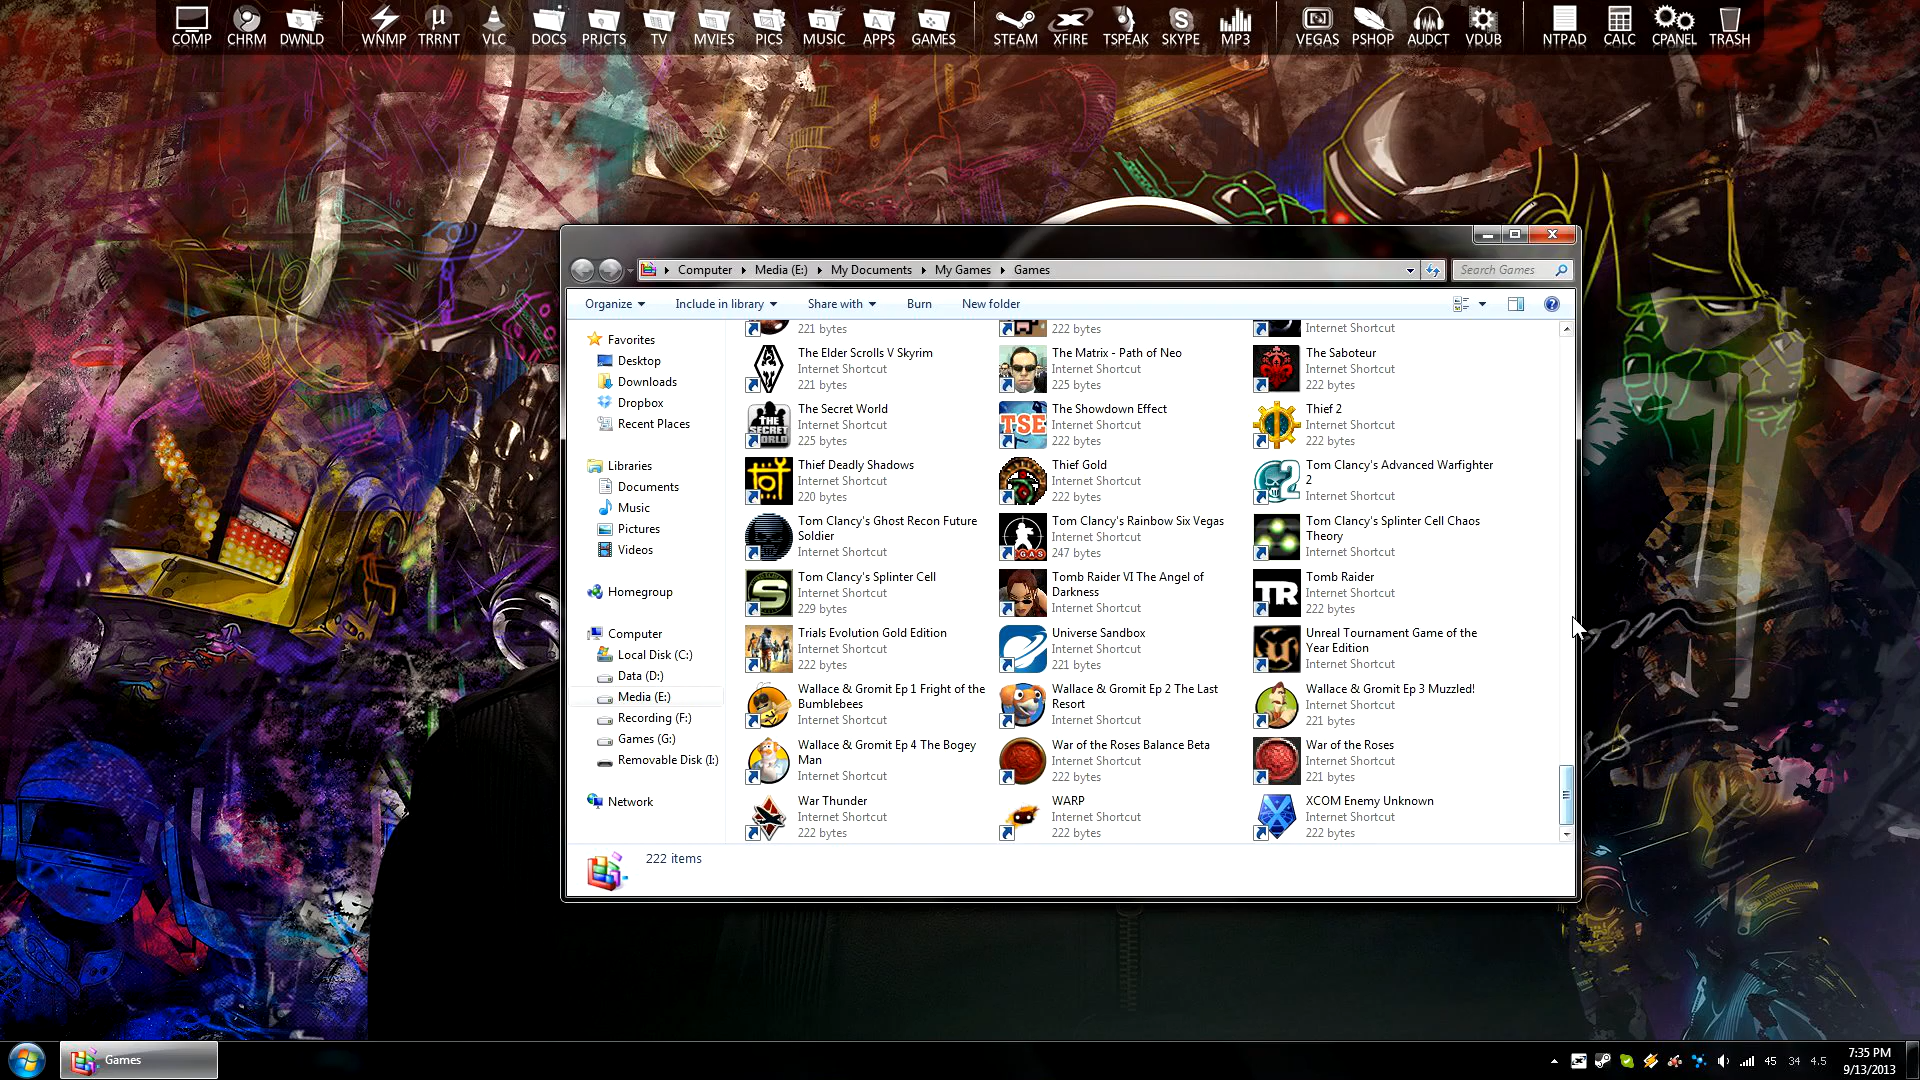 COMP CHRM DWNLD WNMP TRRNT VLC DOCS PRJCTS TV MVIES PICS MUSIC APPS GAMES STEAM XFIRE TSPEAK SKYPE MP3 VEGAS PSHOP AUDCT VDUB NTPAD CALC CPANEL TRASH
Computer Media (E:) My Documents My Games Games
Search Games
Organize Include in library Share with Burn New folder
Favorites
Desktop
Downloads
Dropbox
Recent Places
Libraries
Documents
Music
Pictures
Videos
Homegroup
Computer
Local Disk (C:)
Data (D:)
Media (E:)
Recording (F:)
Games (G:)
Removable Disk (I:)
Network
221 bytes
222 bytes
Internet Shortcut
The Elder Scrolls V Skyrim
Internet Shortcut
221 bytes
The Matrix - Path of Neo
Internet Shortcut
225 bytes
The Saboteur
Internet Shortcut
222 bytes
The Secret World
Internet Shortcut
225 bytes
The Showdown Effect
Internet Shortcut
222 bytes
Thief 2
Internet Shortcut
222 bytes
Thief Deadly Shadows
Internet Shortcut
220 bytes
Thief Gold
Internet Shortcut
222 bytes
Tom Clancy's Advanced Warfighter
2
Internet Shortcut
Tom Clancy's Ghost Recon Future
Soldier
Internet Shortcut
Tom Clancy's Rainbow Six Vegas
Internet Shortcut
247 bytes
Tom Clancy's Splinter Cell Chaos
Theory
Internet Shortcut
Tom Clancy's Splinter Cell
Internet Shortcut
229 bytes
Tomb Raider VI The Angel of
Darkness
Internet Shortcut
Tomb Raider
Internet Shortcut
222 bytes
Trials Evolution Gold Edition
Internet Shortcut
222 bytes
Universe Sandbox
Internet Shortcut
221 bytes
Unreal Tournament Game of the
Year Edition
Internet Shortcut
Wallace & Gromit Ep 1 Fright of the
Bumblebees
Internet Shortcut
Wallace & Gromit Ep 2 The Last
Resort
Internet Shortcut
Wallace & Gromit Ep 3 Muzzled!
Internet Shortcut
221 bytes
Wallace & Gromit Ep 4 The Bogey
Man
Internet Shortcut
War of the Roses Balance Beta
Internet Shortcut
222 bytes
War of the Roses
Internet Shortcut
221 bytes
War Thunder
Internet Shortcut
222 bytes
WARP
Internet Shortcut
222 bytes
XCOM Enemy Unknown
Internet Shortcut
222 bytes
THE
SECRET
WORLD
TSE
2
GAS
S
TR
222 items
Games
45 34 4.5
7:35 PM
9/13/2013